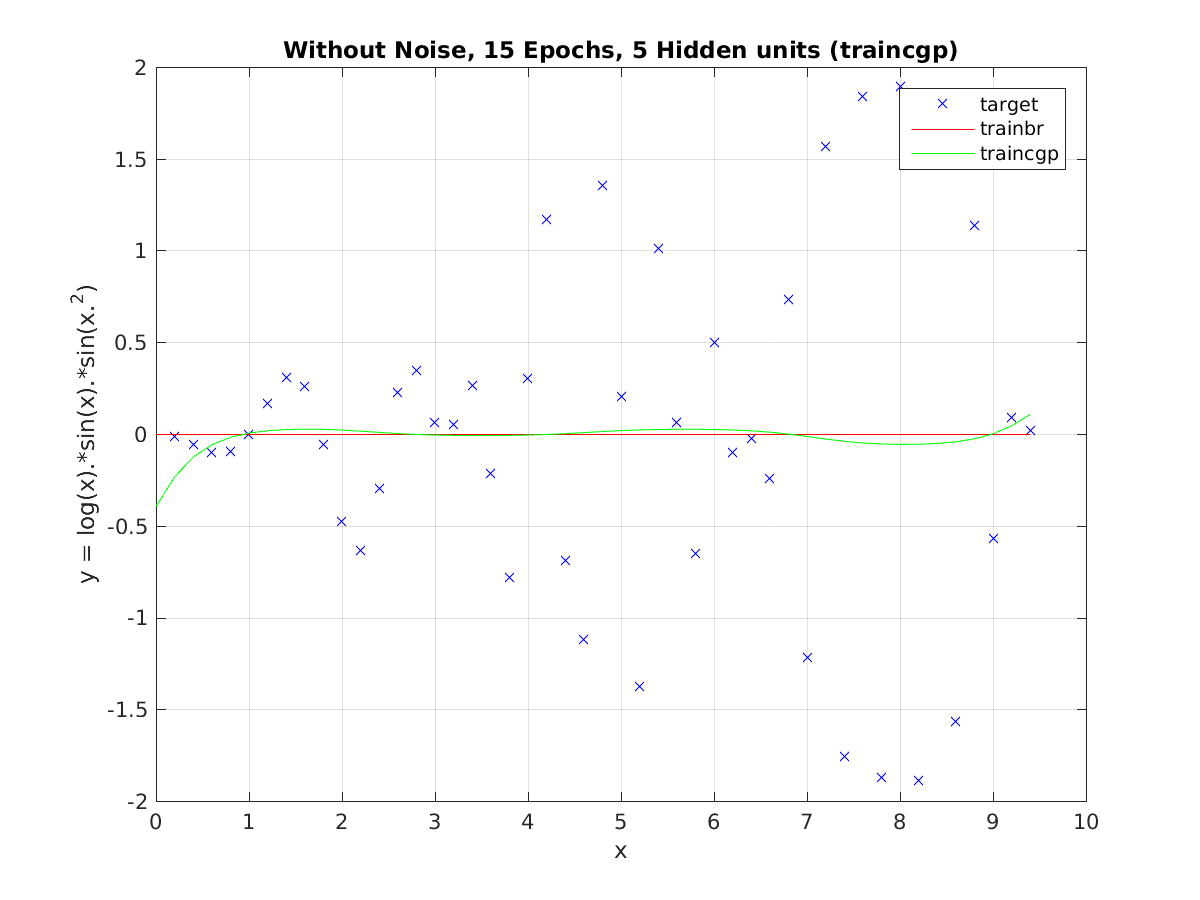 Without Noise, 15 Epochs, 5 Hidden units (traincgp)
target
trainbr
traincgp
y = log(x).*sin(x).*sin(x.²)
2
1.5
1
0.5
0
-0.5
-1
-1.5
-2
0 1 2 3 4 5 6 7 8 9 10
x